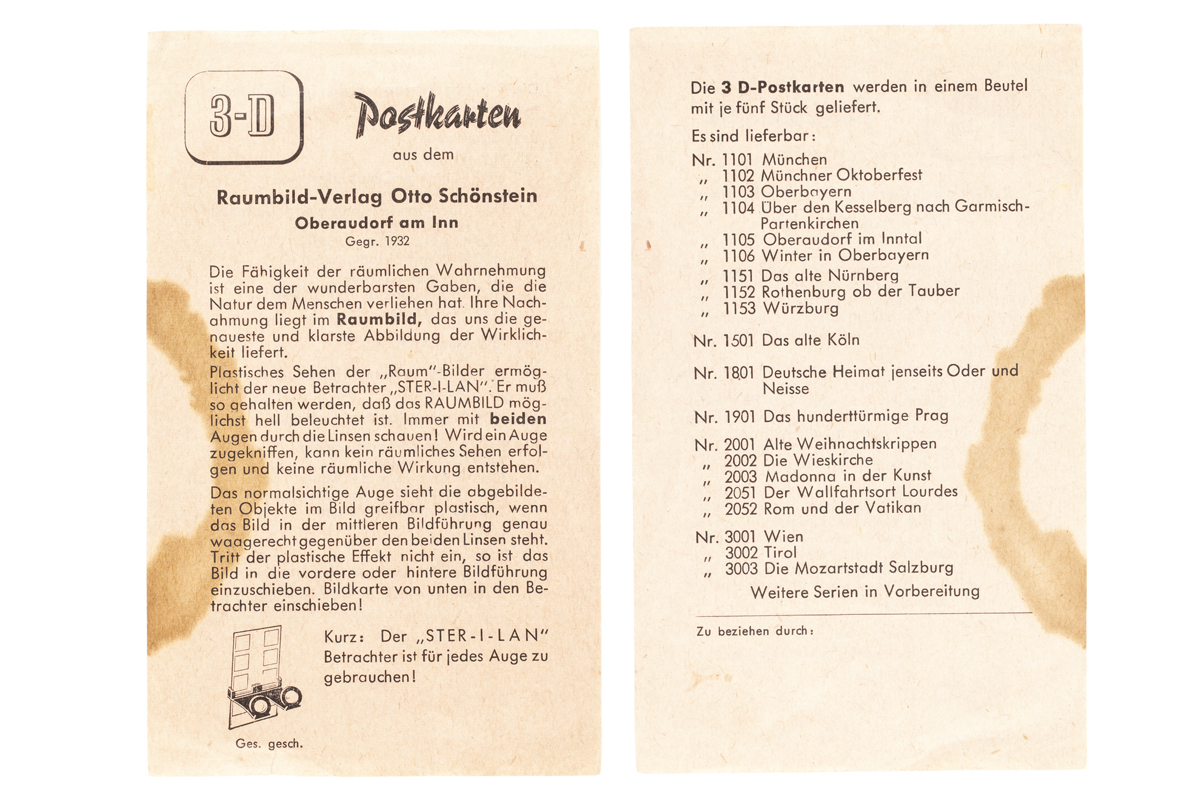 3-D
Postkarten
aus dem
Raumbild-Verlag Otto Schönstein
Oberaudorf am Inn
Gegr. 1932
Die Fähigkeit der räumlichen Wahrnehmung
ist eine der wunderbarsten Gaben, die die
Natur dem Menschen verliehen hat. Ihre Nach-
ahmung liegt im Raumbild, das uns die ge-
naueste und klarste Abbildung der Wirklich-
keit liefert.
Plastisches Sehen der „Raum“-Bilder ermög-
licht der neue Betrachter „STER-I-LAN“. Er muß
so gehalten werden, daß das RAUMBILD mög-
lichst hell beleuchtet ist. Immer mit beiden
Augen durch die Linsen schauen! Wird ein Auge
zugekniffen, kann kein räumliches Sehen erfol-
gen und keine räumliche Wirkung entstehen.
Das normalsichtige Auge sieht die abgebilde-
ten Objekte im Bild greifbar plastisch, wenn
das Bild in der mittleren Bildführung genau
waagerecht gegenüber den beiden Linsen steht.
Tritt der plastische Effekt nicht ein, so ist das
Bild in die vordere oder hintere Bildführung
einzuschieben. Bildkarte von unten in den Be-
trachter einschieben!
Kurz: Der „STER-I-LAN“
Betrachter ist für jedes Auge zu
gebrauchen!
Ges. gesch.
Die 3 D-Postkarten werden in einem Beutel
mit je fünf Stück geliefert.
Es sind lieferbar:
Nr. 1101 München
„ 1102 Münchner Oktoberfest
„ 1103 Oberbayern
„ 1104 Über den Kesselberg nach Garmisch-
Partenkirchen
„ 1105 Oberaudorf im Inntal
„ 1106 Winter in Oberbayern
„ 1151 Das alte Nürnberg
„ 1152 Rothenburg ob der Tauber
„ 1153 Würzburg
Nr. 1501 Das alte Köln
Nr. 1801 Deutsche Heimat jenseits Oder und
Neisse
Nr. 1901 Das hunderttürmige Prag
Nr. 2001 Alte Weihnachtskrippen
„ 2002 Die Wieskirche
„ 2003 Madonna in der Kunst
„ 2051 Der Wallfahrtsort Lourdes
„ 2052 Rom und der Vatikan
Nr. 3001 Wien
„ 3002 Tirol
„ 3003 Die Mozartstadt Salzburg
Weitere Serien in Vorbereitung
Zu beziehen durch: